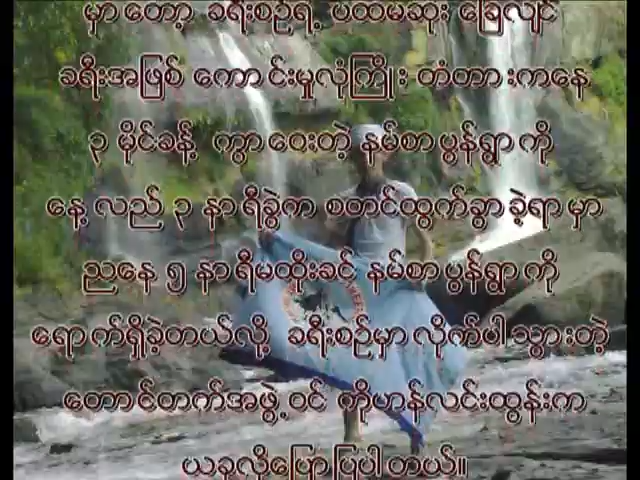 မှာတော့ ခရီးစဉ်ရဲ့ ပထမဆုံး ခြေလျင်
ခရီးအဖြစ် ကောင်းမှုလုံကြိုး တံတားကနေ
၃ မိုင်ခန့် ကွာဝေးတဲ့ နမ်စာပွန်ရွာကို
နေ့လည် ၃ နာရီခွဲက စတင်ထွက်ခွာခဲ့ရာမှာ
ညနေ ၅ နာရီမထိုးခင် နမ်စာပွန်ရွာကို
ရောက်ရှိခဲ့တယ်လို့ ခရီးစဉ်မှာလိုက်ပါသွားတဲ့
တောင်တက်အဖွဲ့ဝင် ကိုဟန်လင်းထွန်းက
ယခုလိုပြောပြပါတယ်။